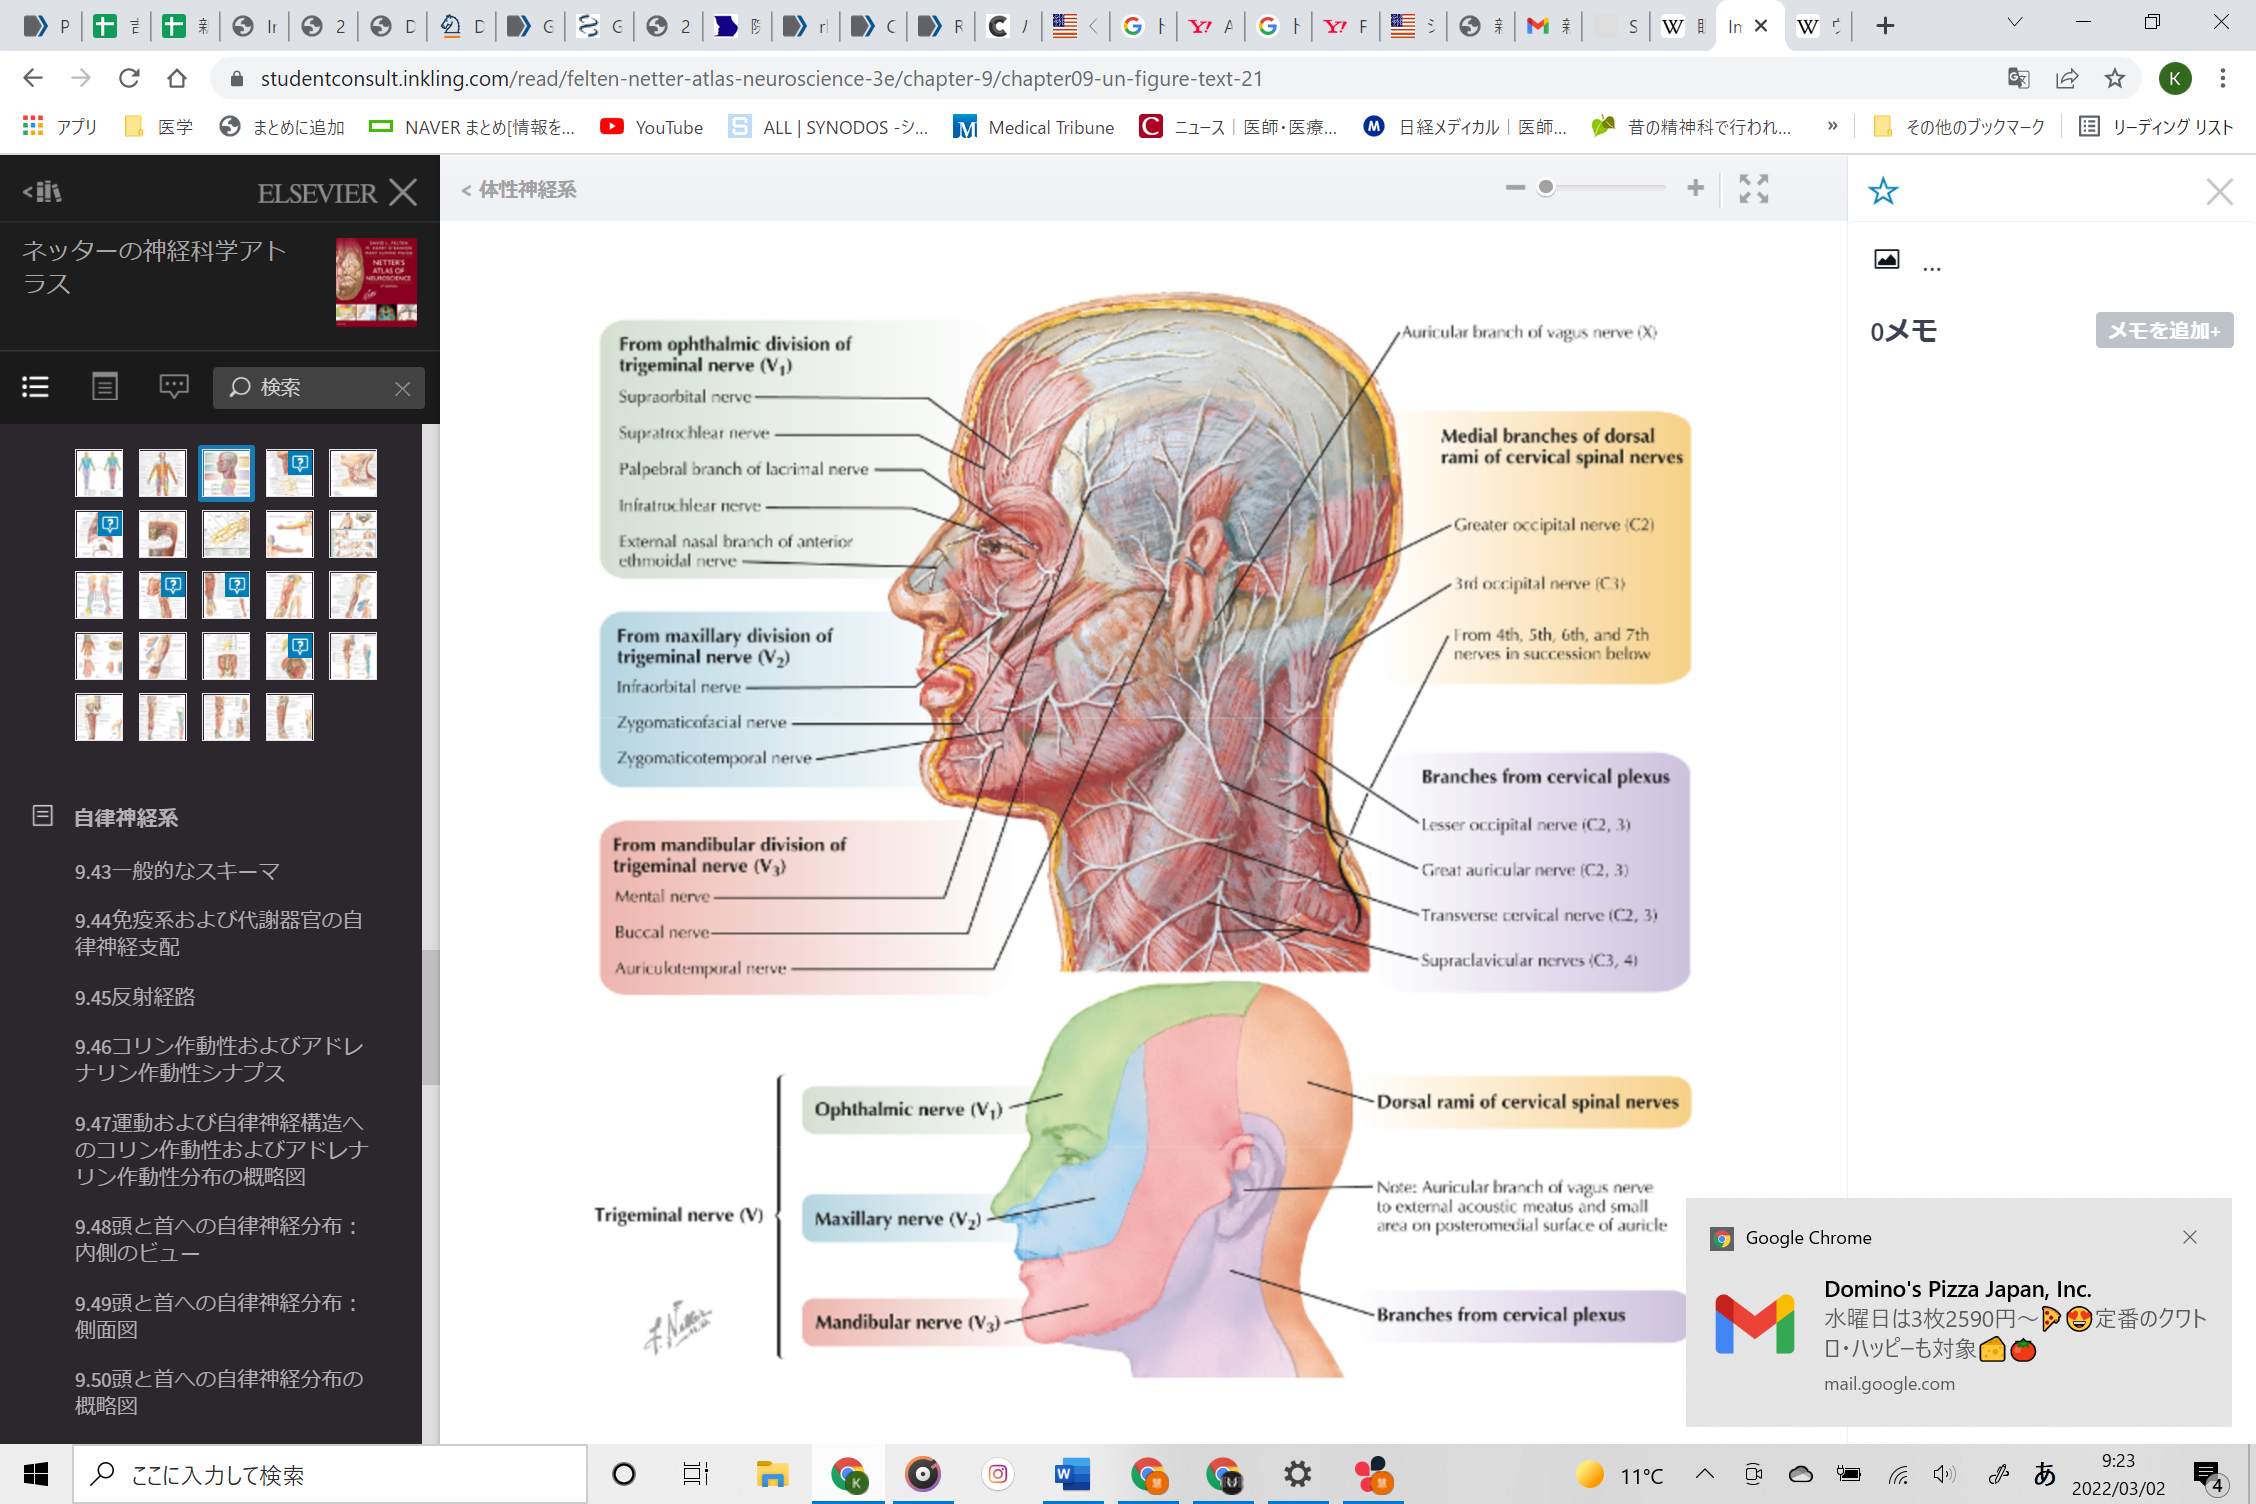 studentconsult.inkling.com/read/felten-netter-atlas-neuroscience-3e/chapter-9/chapter09-un-figure-text-21
K
アプリ
医学
まとめに追加
NAVER まとめ[情報を...
YouTube
ALL | SYNODOS -シ...
Medical Tribune
ニュース | 医師・医療...
日経メディカル | 医師...
昔の精神科で行われ...
»
その他のブックマーク
リーディング リスト
ELSEVIER
ネッターの神経科学アト
ラス
検索
自律神経系
9.43一般的なスキーマ
9.44免疫系および代謝器官の自
律神経支配
9.45反射経路
9.46コリン作動性およびアドレ
ナリン作動性シナプス
9.47運動および自律神経構造へ
のコリン作動性およびアドレナ
リン作動性分布の概略図
9.48頭と首への自律神経分布：
内側のビュー
9.49頭と首への自律神経分布：
側面図
9.50頭と首への自律神経分布の
概略図
< 体性神経系
From ophthalmic division of
trigeminal nerve (V1)
Supraorbital nerve
Supratrochlear nerve
Palpebral branch of lacrimal nerve
Infratrochlear nerve
External nasal branch of anterior
ethmoidal nerve
From maxillary division of
trigeminal nerve (V2)
Infraorbital nerve
Zygomaticofacial nerve
Zygomaticotemporal nerve
From mandibular division of
trigeminal nerve (V3)
Mental nerve
Buccal nerve
Auriculotemporal nerve
Auricular branch of vagus nerve (X)
Medial branches of dorsal
rami of cervical spinal nerves
Greater occipital nerve (C2)
3rd occipital nerve (C3)
From 4th, 5th, 6th, and 7th
nerves in succession below
Branches from cervical plexus
Lesser occipital nerve (C2, 3)
Great auricular nerve (C2, 3)
Transverse cervical nerve (C2, 3)
Supraclavicular nerves (C3, 4)
Trigeminal nerve (V)
Ophthalmic nerve (V1)
Maxillary nerve (V2)
Mandibular nerve (V3)
Dorsal rami of cervical spinal nerves
Note: Auricular branch of vagus nerve
to external acoustic meatus and small
area on posteromedial surface of auricle
Branches from cervical plexus
...
0メモ
メモを追加+
Google Chrome
Domino's Pizza Japan, Inc.
水曜日は3枚2590円～🍕😍定番のクワト
ロ・ハッピーも対象🧀🍅
mail.google.com
ここに入力して検索
11°C
あ
9:23
2022/03/02
4